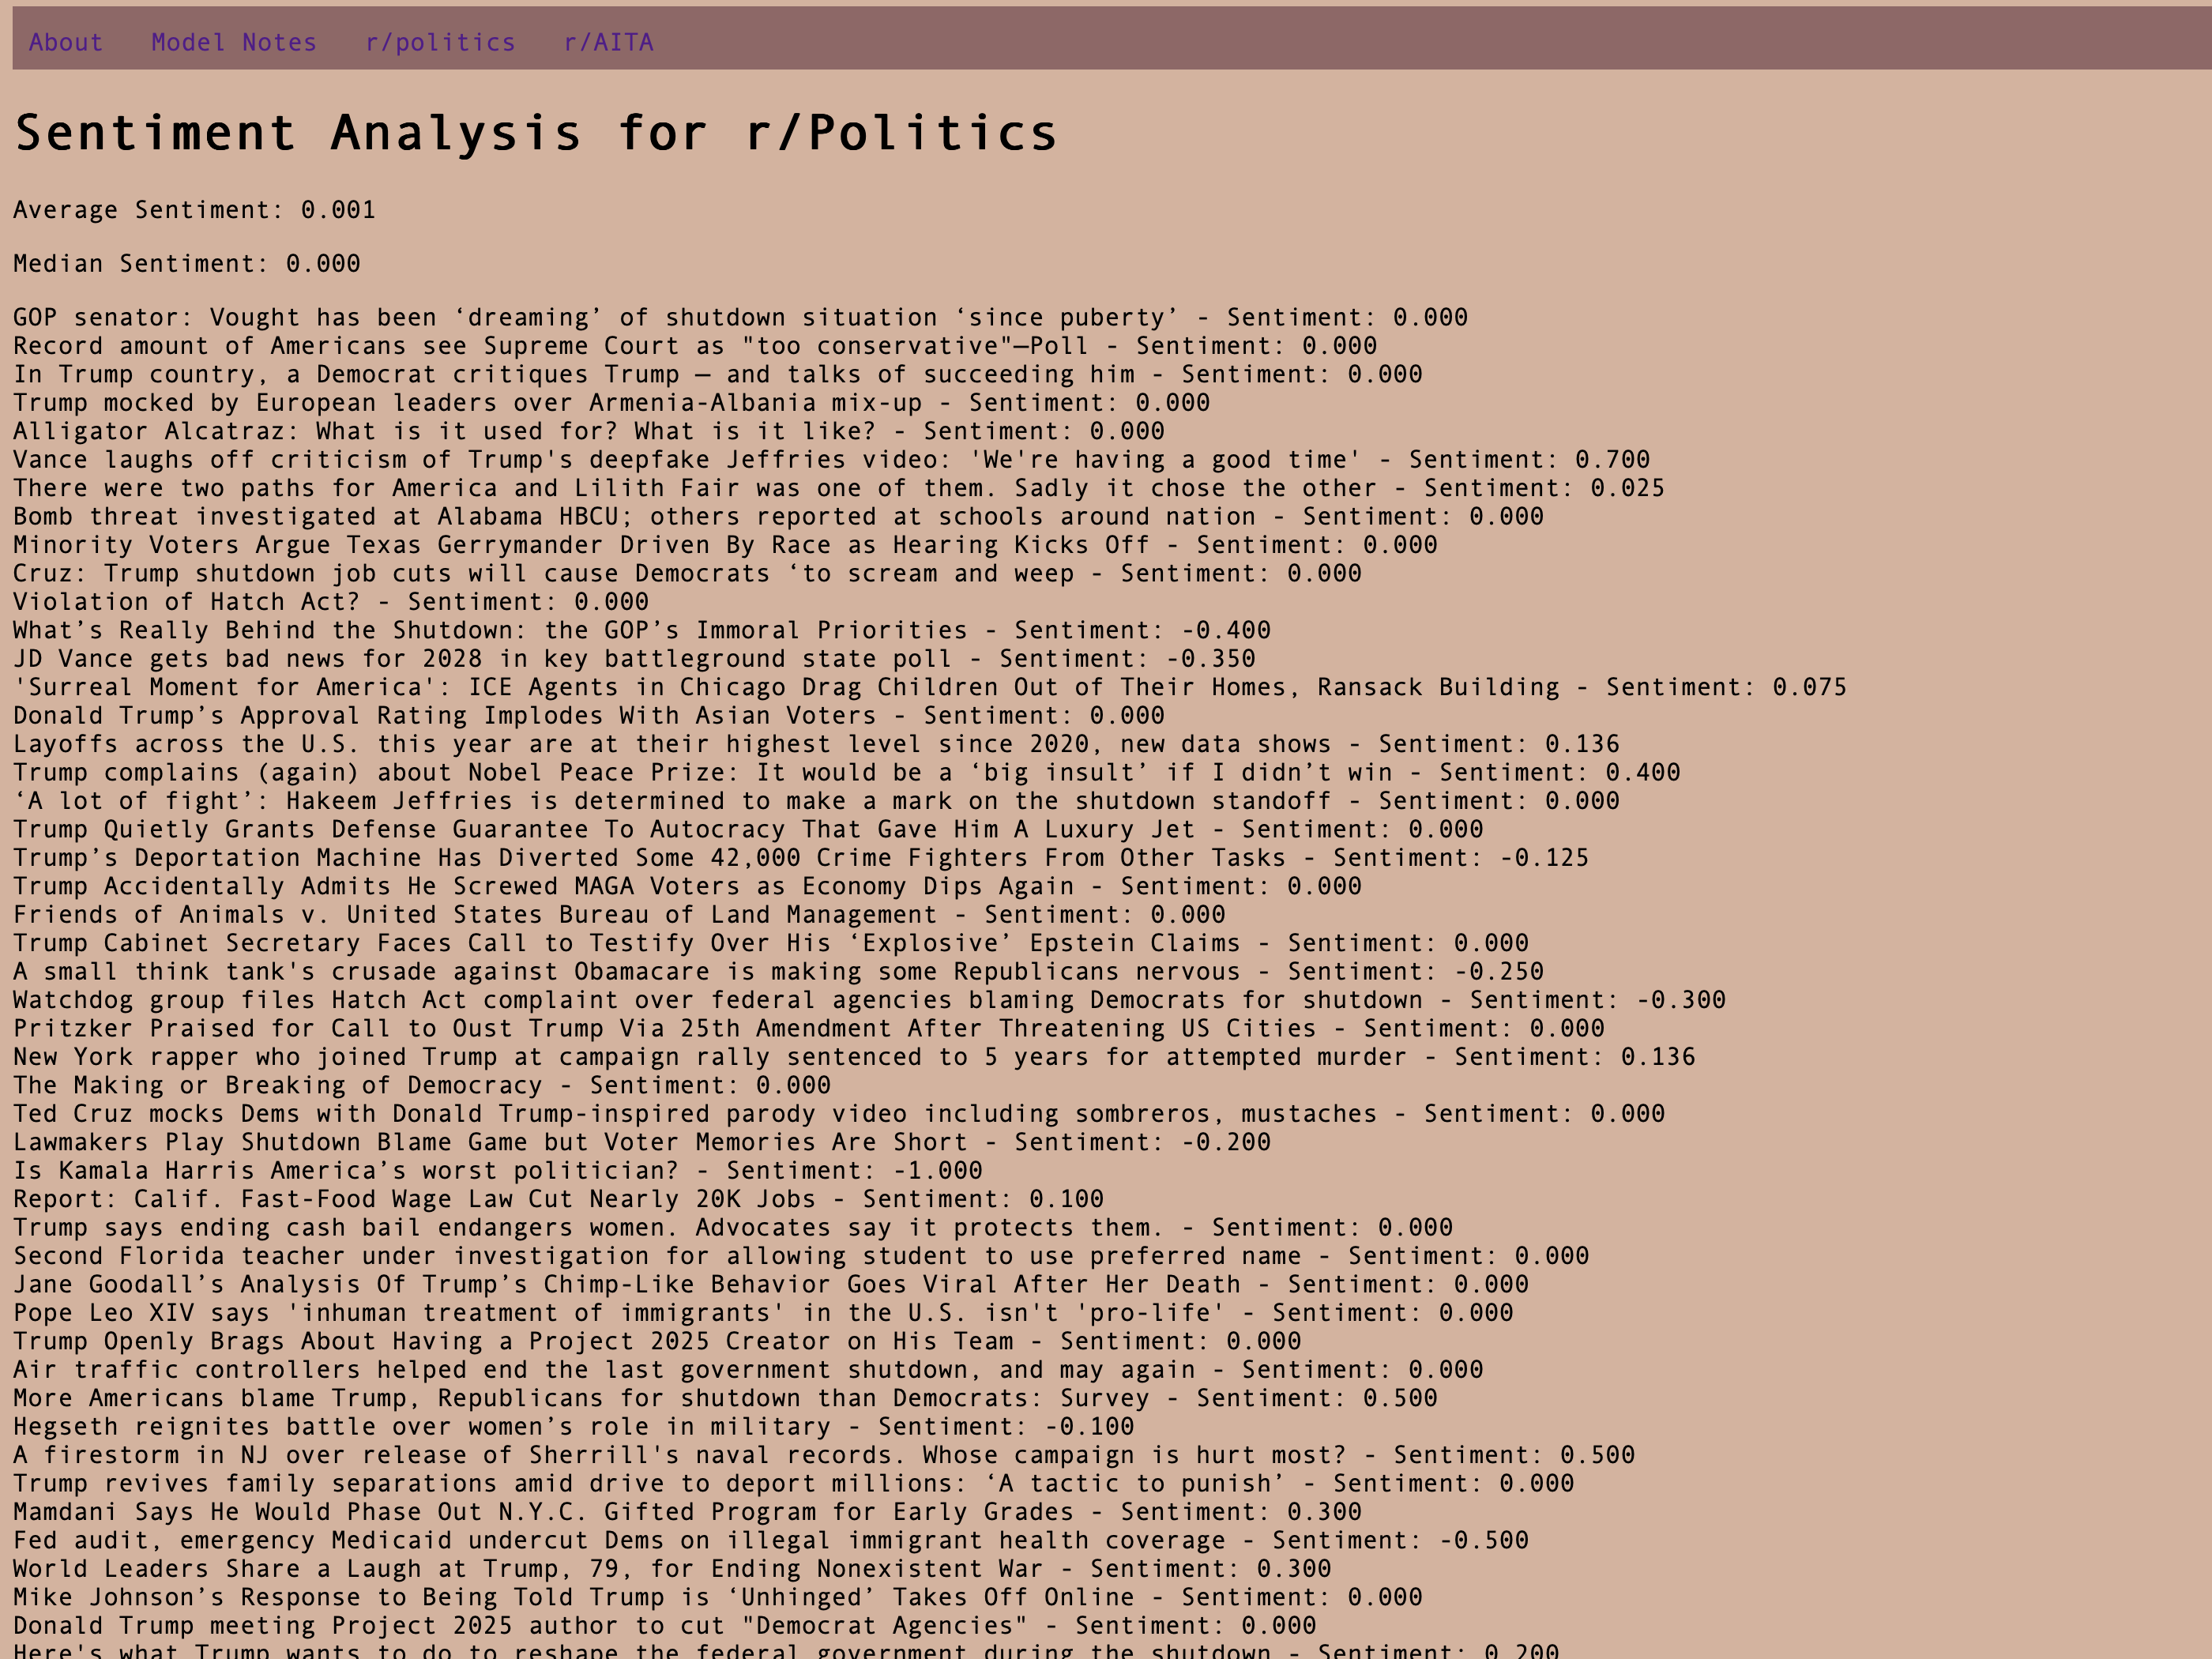 About Model Notes r/politics r/AITA
Sentiment Analysis for r/Politics
Average Sentiment: 0.001
Median Sentiment: 0.000
GOP senator: Vought has been ‘dreaming’ of shutdown situation ‘since puberty’ - Sentiment: 0.000
Record amount of Americans see Supreme Court as "too conservative"—Poll - Sentiment: 0.000
In Trump country, a Democrat critiques Trump — and talks of succeeding him - Sentiment: 0.000
Trump mocked by European leaders over Armenia-Albania mix-up - Sentiment: 0.000
Alligator Alcatraz: What is it used for? What is it like? - Sentiment: 0.000
Vance laughs off criticism of Trump's deepfake Jeffries video: 'We're having a good time' - Sentiment: 0.700
There were two paths for America and Lilith Fair was one of them. Sadly it chose the other - Sentiment: 0.025
Bomb threat investigated at Alabama HBCU; others reported at schools around nation - Sentiment: 0.000
Minority Voters Argue Texas Gerrymander Driven By Race as Hearing Kicks Off - Sentiment: 0.000
Cruz: Trump shutdown job cuts will cause Democrats ‘to scream and weep - Sentiment: 0.000
Violation of Hatch Act? - Sentiment: 0.000
What’s Really Behind the Shutdown: the GOP’s Immoral Priorities - Sentiment: -0.400
JD Vance gets bad news for 2028 in key battleground state poll - Sentiment: -0.350
'Surreal Moment for America': ICE Agents in Chicago Drag Children Out of Their Homes, Ransack Building - Sentiment: 0.075
Donald Trump’s Approval Rating Implodes With Asian Voters - Sentiment: 0.000
Layoffs across the U.S. this year are at their highest level since 2020, new data shows - Sentiment: 0.136
Trump complains (again) about Nobel Peace Prize: It would be a ‘big insult’ if I didn’t win - Sentiment: 0.400
‘A lot of fight’: Hakeem Jeffries is determined to make a mark on the shutdown standoff - Sentiment: 0.000
Trump Quietly Grants Defense Guarantee To Autocracy That Gave Him A Luxury Jet - Sentiment: 0.000
Trump’s Deportation Machine Has Diverted Some 42,000 Crime Fighters From Other Tasks - Sentiment: -0.125
Trump Accidentally Admits He Screwed MAGA Voters as Economy Dips Again - Sentiment: 0.000
Friends of Animals v. United States Bureau of Land Management - Sentiment: 0.000
Trump Cabinet Secretary Faces Call to Testify Over His ‘Explosive’ Epstein Claims - Sentiment: 0.000
A small think tank's crusade against Obamacare is making some Republicans nervous - Sentiment: -0.250
Watchdog group files Hatch Act complaint over federal agencies blaming Democrats for shutdown - Sentiment: -0.300
Pritzker Praised for Call to Oust Trump Via 25th Amendment After Threatening US Cities - Sentiment: 0.000
New York rapper who joined Trump at campaign rally sentenced to 5 years for attempted murder - Sentiment: 0.136
The Making or Breaking of Democracy - Sentiment: 0.000
Ted Cruz mocks Dems with Donald Trump-inspired parody video including sombreros, mustaches - Sentiment: 0.000
Lawmakers Play Shutdown Blame Game but Voter Memories Are Short - Sentiment: -0.200
Is Kamala Harris America’s worst politician? - Sentiment: -1.000
Report: Calif. Fast-Food Wage Law Cut Nearly 20K Jobs - Sentiment: 0.100
Trump says ending cash bail endangers women. Advocates say it protects them. - Sentiment: 0.000
Second Florida teacher under investigation for allowing student to use preferred name - Sentiment: 0.000
Jane Goodall’s Analysis Of Trump’s Chimp-Like Behavior Goes Viral After Her Death - Sentiment: 0.000
Pope Leo XIV says 'inhuman treatment of immigrants' in the U.S. isn't 'pro-life' - Sentiment: 0.000
Trump Openly Brags About Having a Project 2025 Creator on His Team - Sentiment: 0.000
Air traffic controllers helped end the last government shutdown, and may again - Sentiment: 0.000
More Americans blame Trump, Republicans for shutdown than Democrats: Survey - Sentiment: 0.500
Hegseth reignites battle over women’s role in military - Sentiment: -0.100
A firestorm in NJ over release of Sherrill's naval records. Whose campaign is hurt most? - Sentiment: 0.500
Trump revives family separations amid drive to deport millions: ‘A tactic to punish’ - Sentiment: 0.000
Mamdani Says He Would Phase Out N.Y.C. Gifted Program for Early Grades - Sentiment: 0.300
Fed audit, emergency Medicaid undercut Dems on illegal immigrant health coverage - Sentiment: -0.500
World Leaders Share a Laugh at Trump, 79, for Ending Nonexistent War - Sentiment: 0.300
Mike Johnson’s Response to Being Told Trump is ‘Unhinged’ Takes Off Online - Sentiment: 0.000
Donald Trump meeting Project 2025 author to cut "Democrat Agencies" - Sentiment: 0.000
Here's what Trump wants to do to reshape the federal government during the shutdown - Sentiment: 0.200